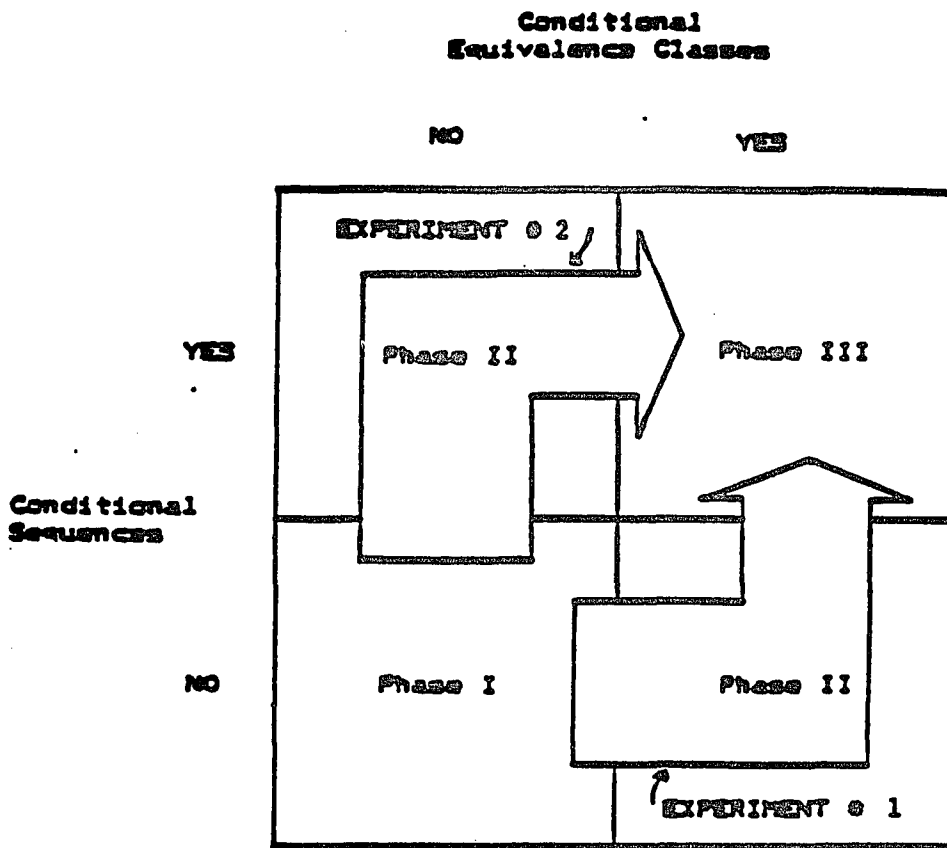 Conditional
Equivalence Classes
NO YES
EXPERIMENT # 2
YES Phase II Phase III
Conditional
Sequences
NO Phase I Phase II
EXPERIMENT # 1